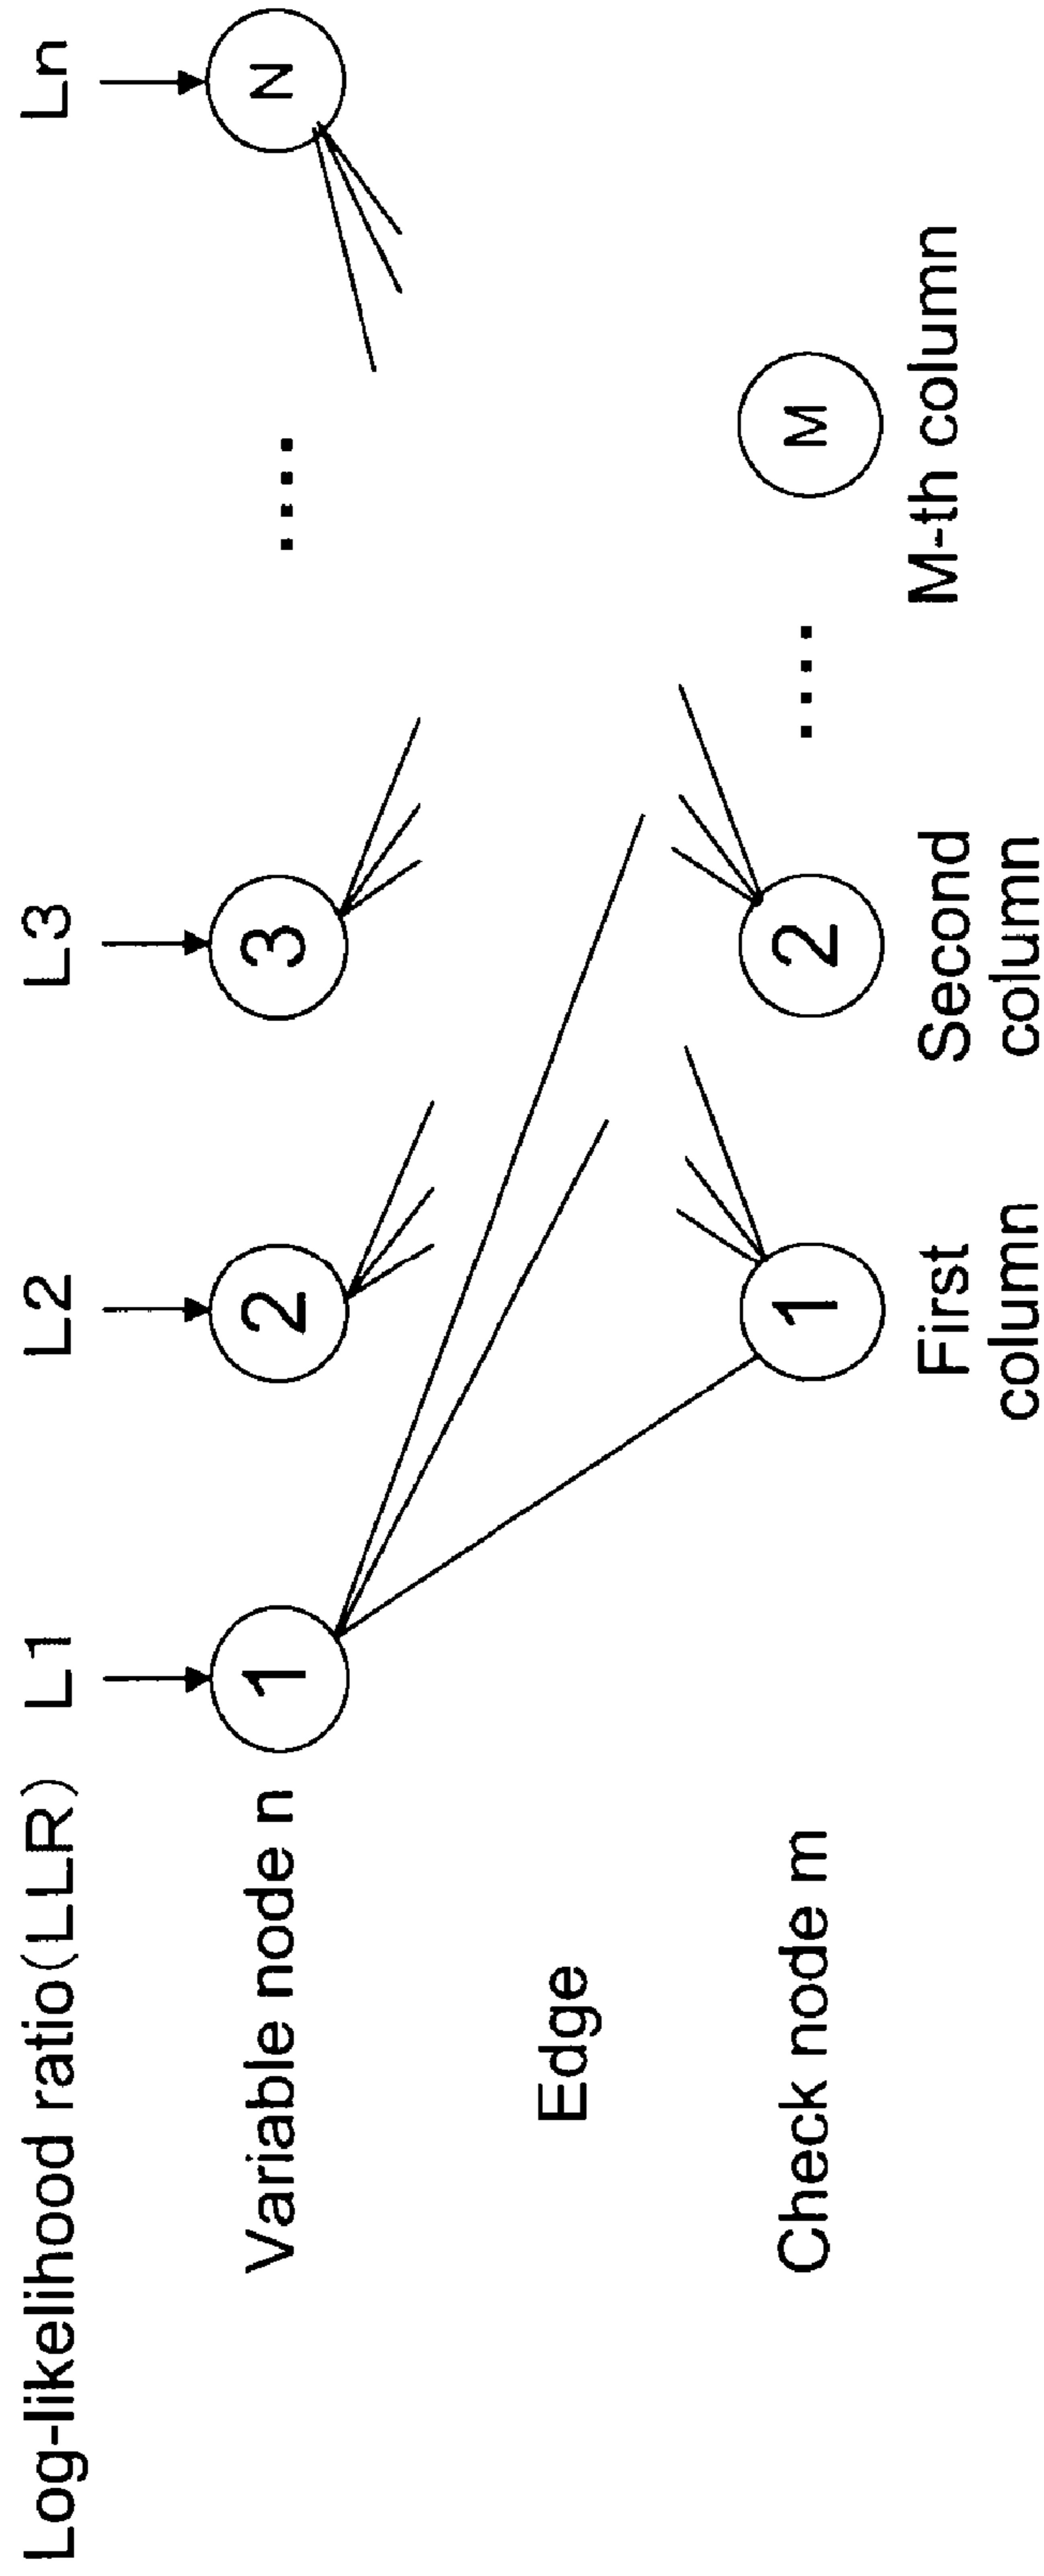 Log-likelihood ratio(LLR) L1 L2 L3 Ln
Variable node n 1 2 3 .... N
Edge
Check node m 1 2 .... M
First column
Second column
M-th column